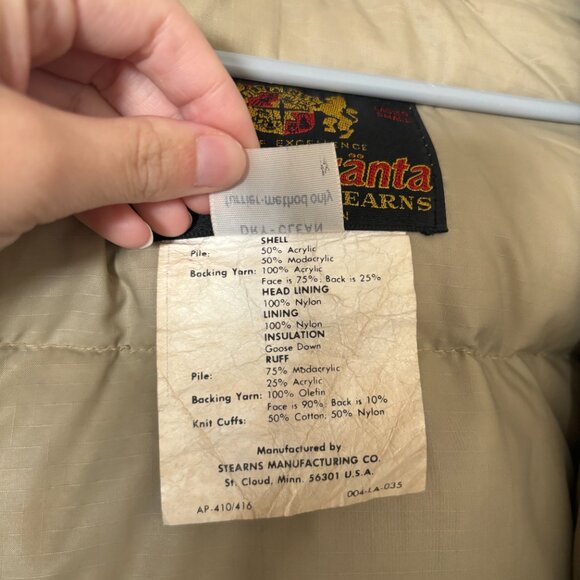 EXCELLENCE
änta
STEARNS
furrier-method only
DRY-CLEAN
SHELL
Pile: 50% Acrylic
50% Modacrylic
Backing Yarn: 100% Acrylic
Face is 75%; Back is 25%
HEAD LINING
100% Nylon
LINING
100% Nylon
INSULATION
Goose Down
RUFF
Pile: 75% Modacrylic
25% Acrylic
Backing Yarn: 100% Olefin
Face is 90%; Back is 10%
Knit Cuffs: 50% Cotton; 50% Nylon
Manufactured by
STEARNS MANUFACTURING CO.
St. Cloud, Minn. 56301 U.S.A.
AP-410/416 004-LA-035